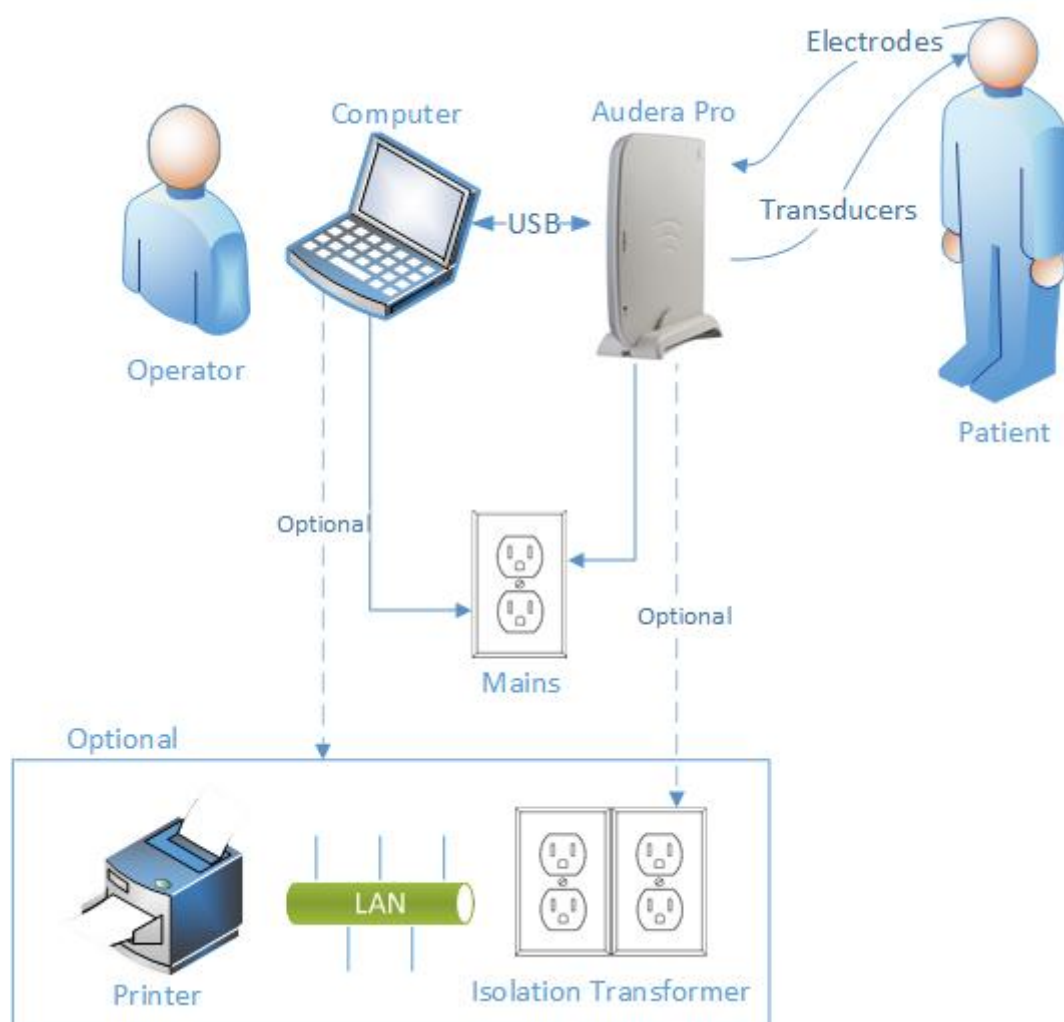 Electrodes
Computer
Audera Pro
USB
Transducers
Operator
Patient
Optional
Optional
Mains
Optional
LAN
Printer
Isolation Transformer